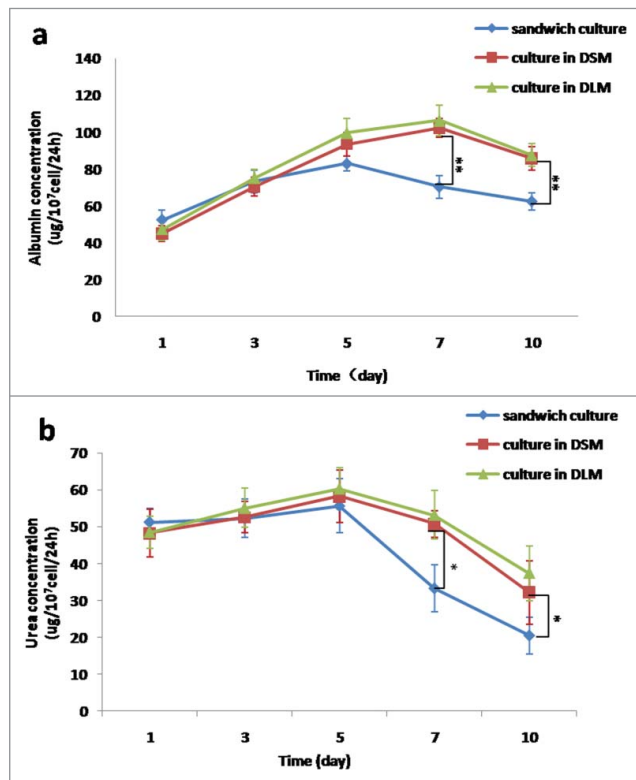 a
sandwich culture
culture in DSM
culture in DLM
140
120
100
80
60
40
20
0
Albumin concentration
(ug/10⁷cell/24h)
**
**
1 3 5 7 10
Time（day)
b
sandwich culture
culture in DSM
culture in DLM
70
60
50
40
30
20
10
0
Urea concentration
(ug/10⁷cell/24h)
*
*
1 3 5 7 10
Time (day)